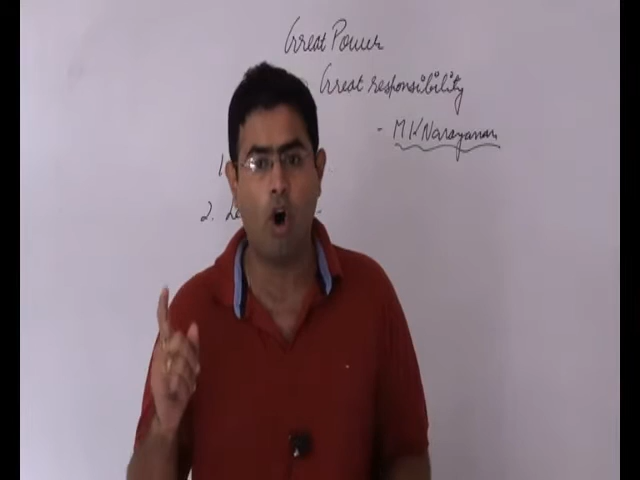 Great Power
Great responsibility
- M K Narayanan
1.
2.